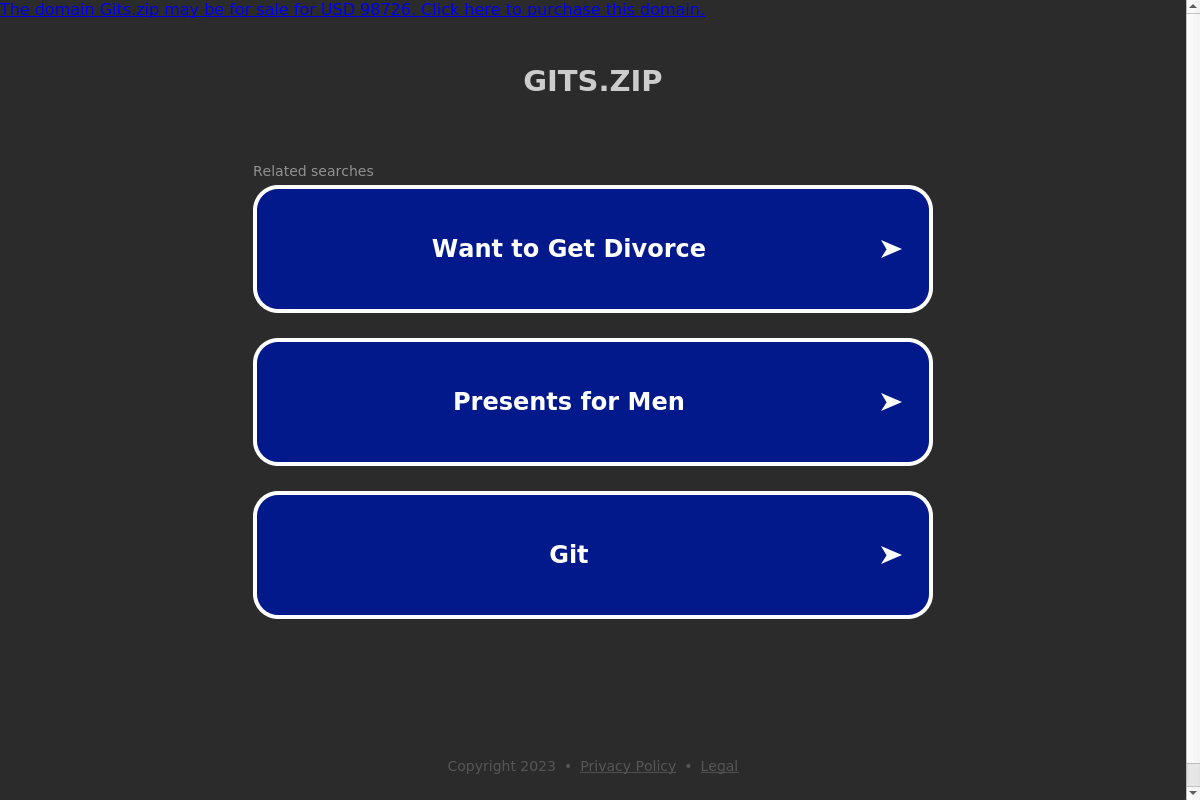 The domain Gits.zip may be for sale for USD 98726. Click here to purchase this domain.
GITS.ZIP
Related searches
Want to Get Divorce
Presents for Men
Git
Copyright 2023 • Privacy Policy • Legal